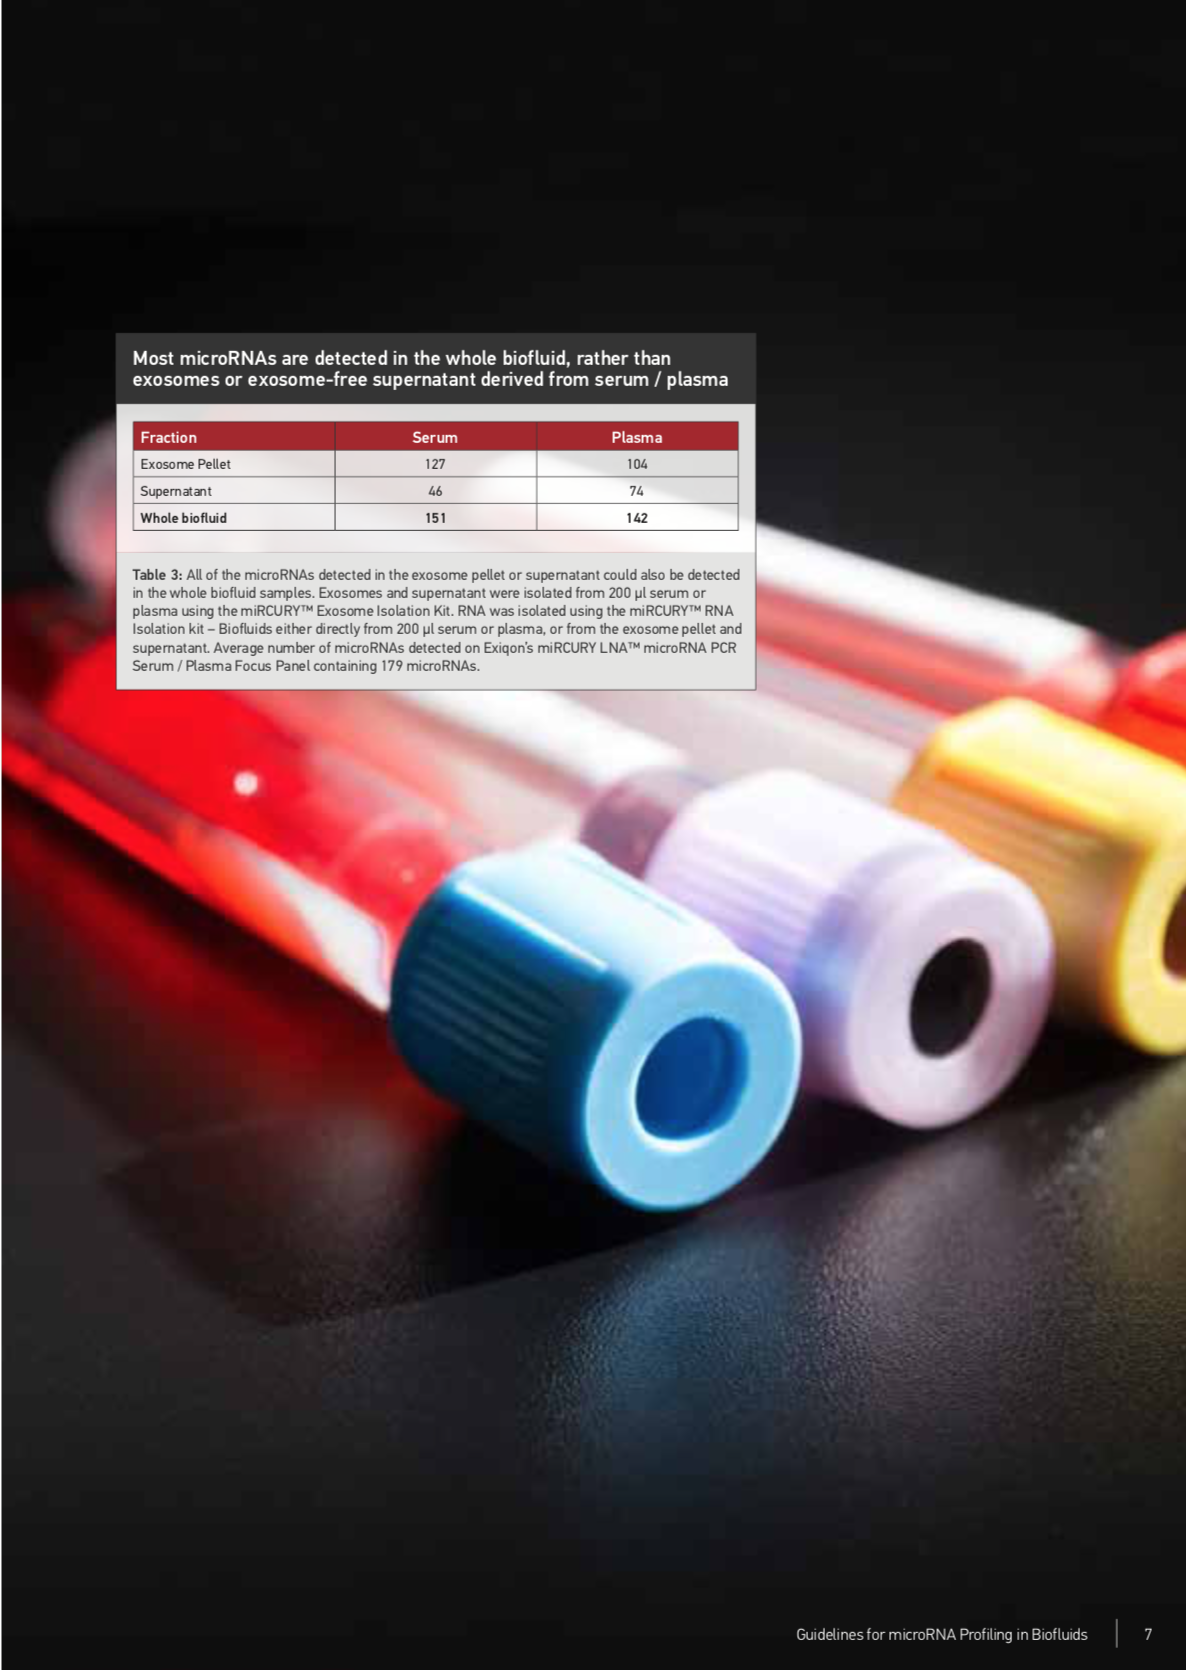 Most microRNAs are detected in the whole biofluid, rather than
exosomes or exosome-free supernatant derived from serum / plasma
Fraction Serum Plasma
Exosome Pellet 127 104
Supernatant 46 74
Whole biofluid 151 142
Table 3: All of the microRNAs detected in the exosome pellet or supernatant could also be detected
in the whole biofluid samples. Exosomes and supernatant were isolated from 200 µl serum or
plasma using the miRCURY™ Exosome Isolation Kit. RNA was isolated using the miRCURY™ RNA
Isolation kit – Biofluids either directly from 200 µl serum or plasma, or from the exosome pellet and
supernatant. Average number of microRNAs detected on Exiqon's miRCURY LNA™ microRNA PCR
Serum / Plasma Focus Panel containing 179 microRNAs.
Guidelines for microRNA Profiling in Biofluids 7